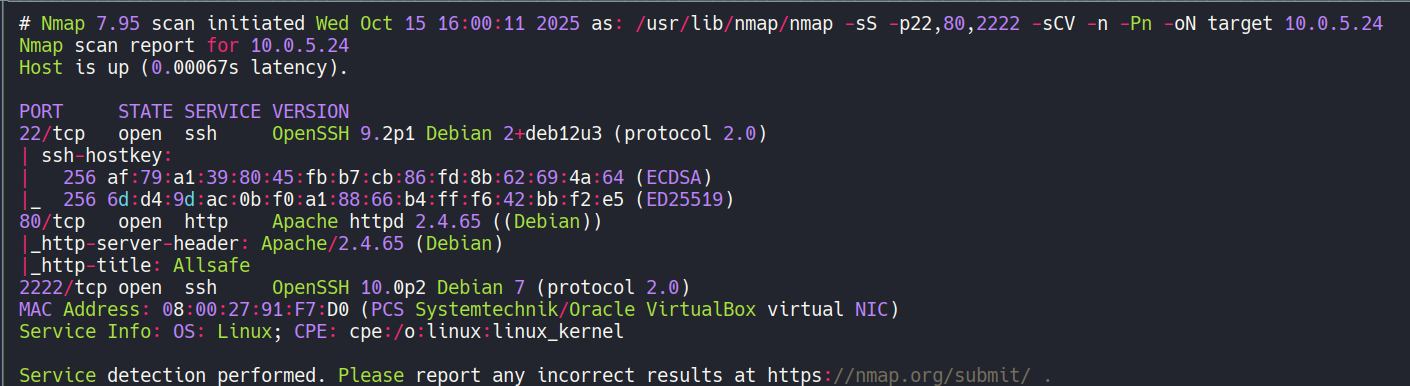 # Nmap 7.95 scan initiated Wed Oct 15 16:00:11 2025 as: /usr/lib/nmap/nmap -sS -p22,80,2222 -sCV -n -Pn -oN target 10.0.5.24
Nmap scan report for 10.0.5.24
Host is up (0.00067s latency).
PORT     STATE SERVICE VERSION
22/tcp   open  ssh     OpenSSH 9.2p1 Debian 2+deb12u3 (protocol 2.0)
| ssh-hostkey:
|   256 af:79:a1:39:80:45:fb:b7:cb:86:fd:8b:62:69:4a:64 (ECDSA)
|_  256 6d:d4:9d:ac:0b:f0:a1:88:66:b4:ff:f6:42:bb:f2:e5 (ED25519)
80/tcp   open  http    Apache httpd 2.4.65 ((Debian))
|_http-server-header: Apache/2.4.65 (Debian)
|_http-title: Allsafe
2222/tcp open  ssh     OpenSSH 10.0p2 Debian 7 (protocol 2.0)
MAC Address: 08:00:27:91:F7:D0 (PCS Systemtechnik/Oracle VirtualBox virtual NIC)
Service Info: OS: Linux; CPE: cpe:/o:linux:linux_kernel
Service detection performed. Please report any incorrect results at https://nmap.org/submit/ .